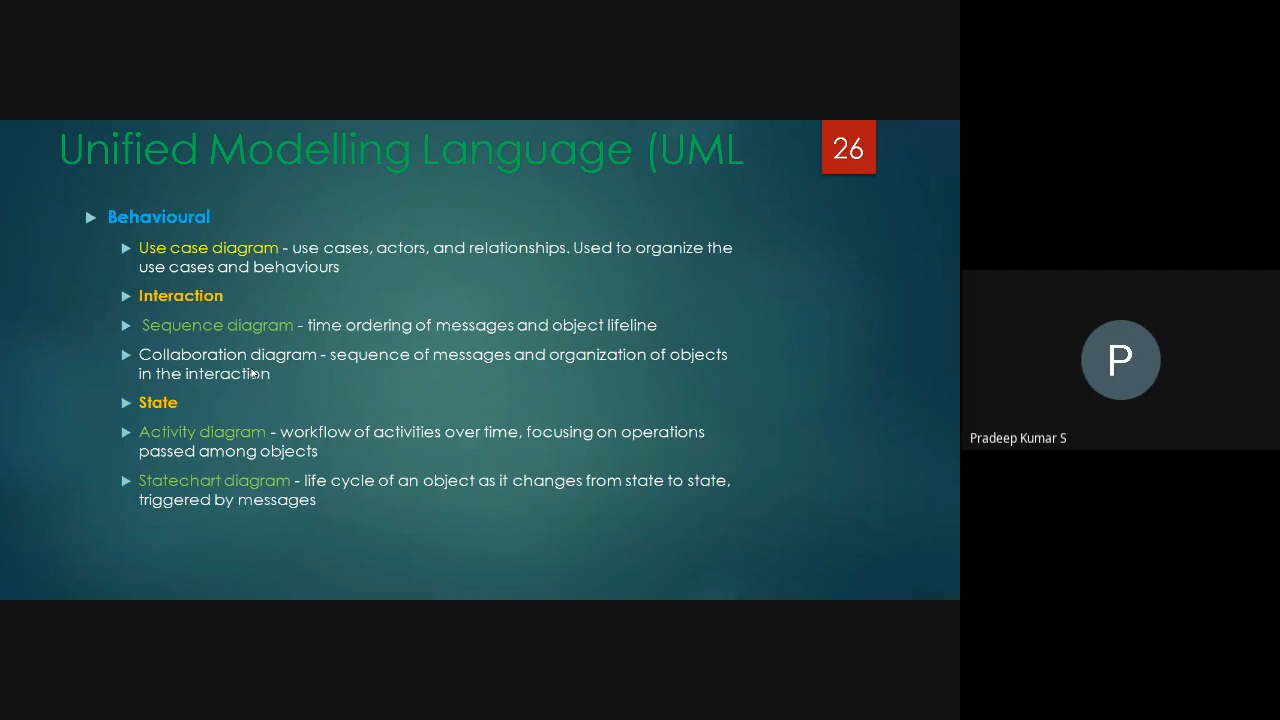 Unified Modelling Language (UML
26
Behavioural
Use case diagram - use cases, actors, and relationships. Used to organize the
use cases and behaviours
Interaction
Sequence diagram - time ordering of messages and object lifeline
Collaboration diagram - sequence of messages and organization of objects
in the interaction
State
Activity diagram - workflow of activities over time, focusing on operations
passed among objects
Statechart diagram - life cycle of an object as it changes from state to state,
triggered by messages
P
Pradeep Kumar S